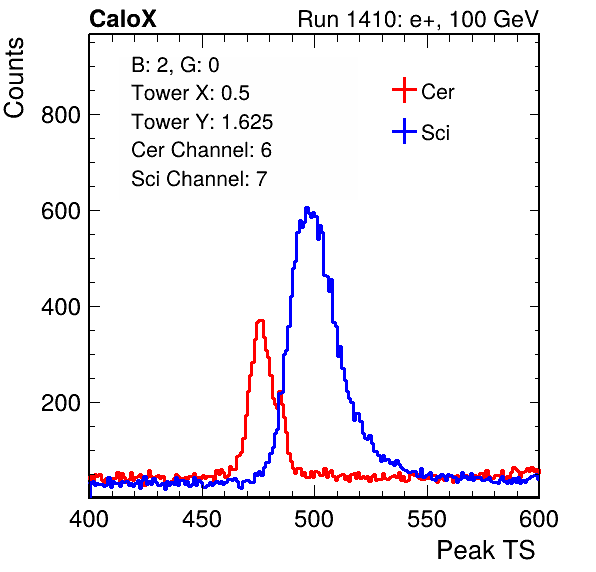 CaloX Run 1410: e+, 100 GeV
Counts
B: 2, G: 0
Tower X: 0.5
Tower Y: 1.625
Cer Channel: 6
Sci Channel: 7
Cer
Sci
800
600
400
200
400 450 500 550 600
Peak TS